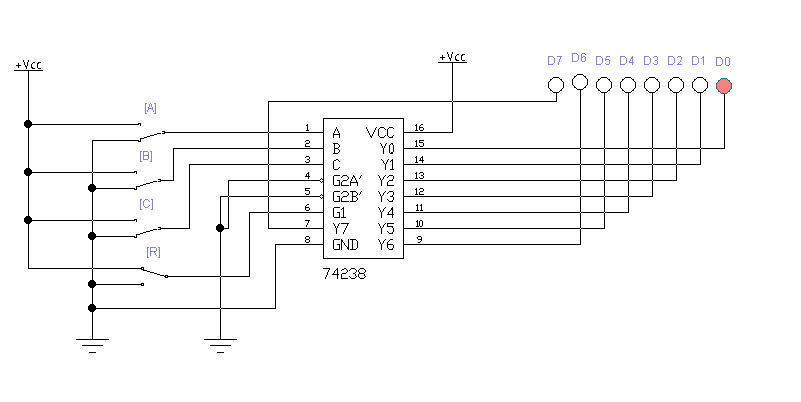 +Vcc
+Vcc
D7 D6 D5 D4 D3 D2 D1 D0
[A]
[B]
[C]
[R]
1 A VCC 16
2 B Y0 15
3 C Y1 14
4 G2A' Y2 13
5 G2B' Y3 12
6 G1 Y4 11
7 Y7 Y5 10
8 GND Y6 9
74238